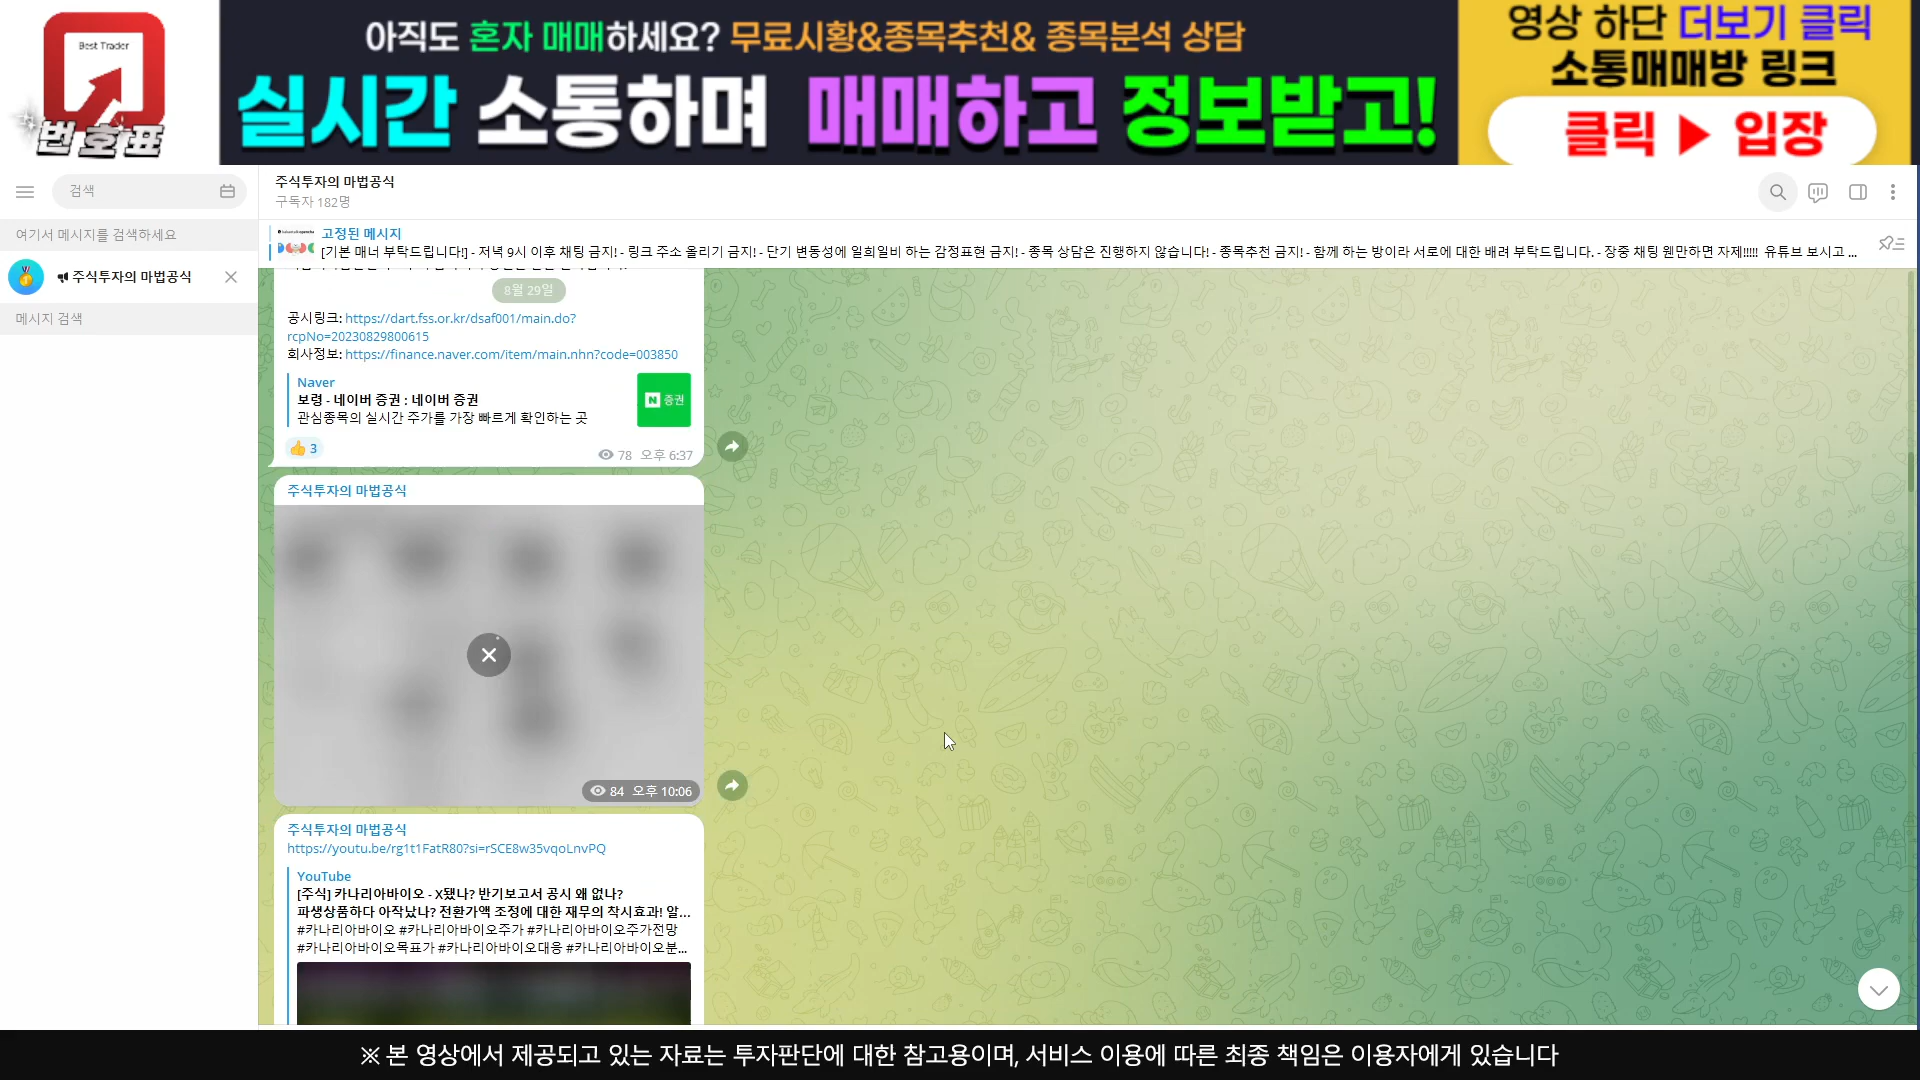 Best Trader
번호표
아직도 혼자 매매하세요? 무료시황&종목추천& 종목분석 상담
실시간 소통하며 매매하고 정보받고!
영상 하단 더보기 클릭
소통매매방 링크
클릭 ▶ 입장
검색
여기서 메시지를 검색하세요
주식투자의 마법공식
메시지 검색
주식투자의 마법공식
구독자 182명
고정된 메시지
[기본 매너 부탁드립니다!] - 저녁 9시 이후 채팅 금지! - 링크 주소 올리기 금지! - 단기 변동성에 일희일비 하는 감정표현 금지! - 종목 상담은 진행하지 않습니다! - 종목추천 금지! - 함께 하는 방이라 서로에 대한 배려 부탁드립니다. - 장중 채팅 웬만하면 자제!!!!! 유튜브 보시고 ...
8월 29일
공시링크: https://dart.fss.or.kr/dsaf001/main.do?
rcpNo=20230829800615
회사정보: https://finance.naver.com/item/main.nhn?code=003850
Naver
보령 - 네이버 증권 : 네이버 증권
관심종목의 실시간 주가를 가장 빠르게 확인하는 곳
N 증권
3
78 오후 6:37
주식투자의 마법공식
84 오후 10:06
주식투자의 마법공식
https://youtu.be/rg1t1FatR80?si=rSCE8w35vqoLnvPQ
YouTube
[주식] 카나리아바이오 - X됐나? 반기보고서 공시 왜 없나?
파생상품하다 아작났나? 전환가액 조정에 대한 재무의 착시효과! 알...
#카나리아바이오 #카나리아바이오주가 #카나리아바이오주가전망
#카나리아바이오목표가 #카나리아바이오대응 #카나리아바이오분...
※ 본 영상에서 제공되고 있는 자료는 투자판단에 대한 참고용이며, 서비스 이용에 따른 최종 책임은 이용자에게 있습니다